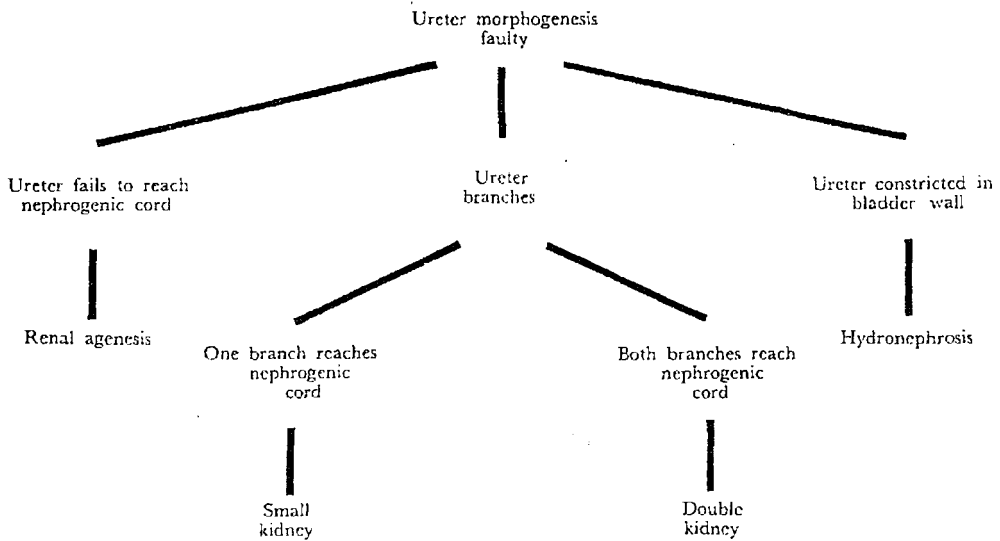 Ureter morphogenesis
faulty
Ureter fails to reach
nephrogenic cord
Ureter
branches
Ureter constricted in
bladder wall
Renal agenesis
One branch reaches
nephrogenic
cord
Both branches reach
nephrogenic
cord
Hydronephrosis
Small
kidney
Double
kidney